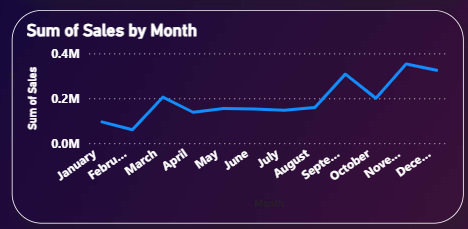 Sum of Sales by Month
0.4M
0.2M
0.0M
Sum of Sales
January
Febru...
March
April
May
June
July
August
Septe...
October
Nove...
Dece...
Month